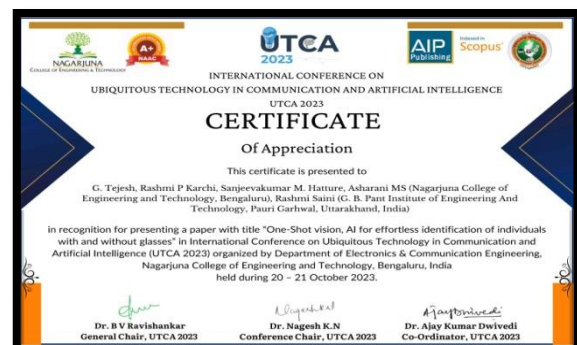 NAGARJUNA
COLLEGE OF ENGINEERING & TECHNOLOGY
A+
NAAC
UTCA
2023
AIP
Publishing
Indexed in
Scopus
INTERNATIONAL CONFERENCE ON
UBIQUITOUS TECHNOLOGY IN COMMUNICATION AND ARTIFICIAL INTELLIGENCE
UTCA 2023
CERTIFICATE
Of Appreciation
This certificate is presented to
G. Tejesh, Rashmi P Karchi, Sanjeevakumar M. Hatture, Asharani MS (Nagarjuna College of
Engineering and Technology, Bengaluru), Rashmi Saini (G. B. Pant Institute of Engineering And
Technology, Pauri Garhwal, Uttarakhand, India)
in recognition for presenting a paper with title "One-Shot vision, AI for effortless identification of individuals
with and without glasses" in International Conference on Ubiquitous Technology in Communication and
Artificial Intelligence (UTCA 2023) organized by Department of Electronics & Communication Engineering,
Nagarjuna College of Engineering and Technology, Bengaluru, India
held during 20 – 21 October 2023.
Nagesh.K.N
AjayDwivedi
Dr. B V Ravishankar
General Chair, UTCA 2023
Dr. Nagesh K.N
Conference Chair, UTCA 2023
Dr. Ajay Kumar Dwivedi
Co-Ordinator, UTCA 2023